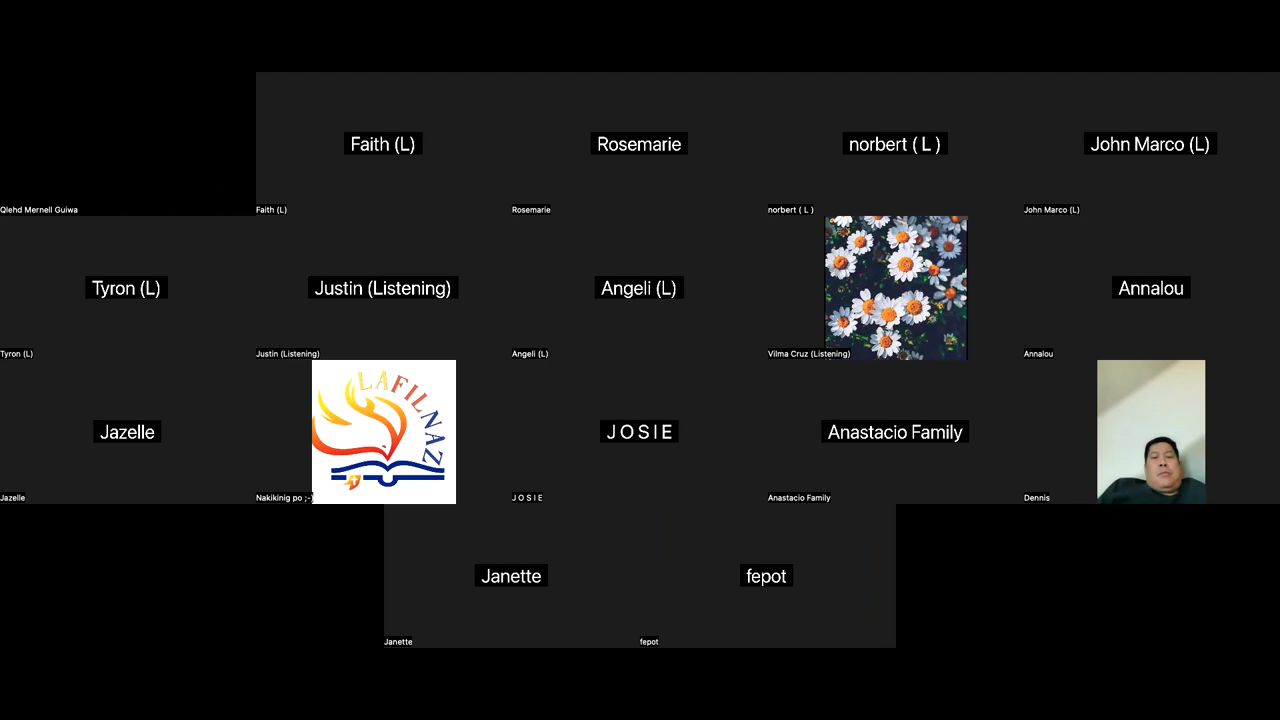 Faith (L)
Rosemarie
norbert ( L )
John Marco (L)
Qlehd Mernell Guiwa
Faith (L)
Rosemarie
norbert ( L )
John Marco (L)
Tyron (L)
Justin (Listening)
Angeli (L)
Annalou
Tyron (L)
Justin (Listening)
Angeli (L)
Vilma Cruz (Listening)
Annalou
LAFILNAZ
Jazelle
J O S I E
Anastacio Family
Jazelle
Nakikinig po ;-)
J O S I E
Anastacio Family
Dennis
Janette
fepot
Janette
fepot